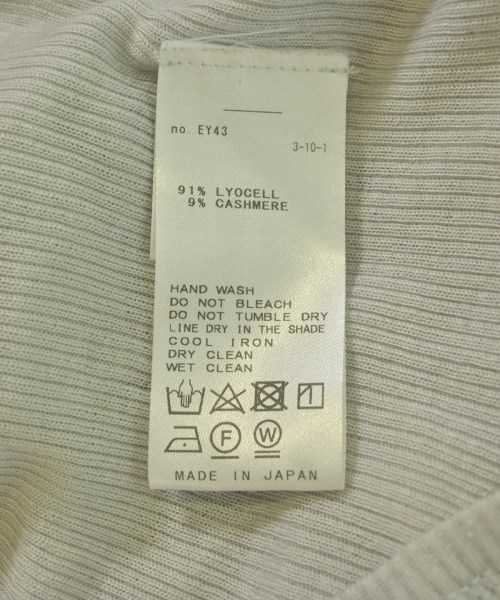 no. EY43
3-10-1
91% LYOCELL
9% CASHMERE
HAND WASH
DO NOT BLEACH
DO NOT TUMBLE DRY
LINE DRY IN THE SHADE
COOL IRON
DRY CLEAN
WET CLEAN
F W
MADE IN JAPAN